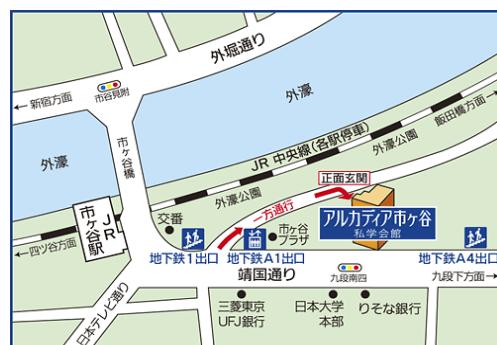 外堀通り
←新宿方面
市谷見附
外濠
飯田橋方面→
外濠
市ヶ谷橋
JR 中央線(各駅停車)
外濠公園
外濠公園
正面玄関
一方通行
アルカディア市ヶ谷
私学会館
JR
市ヶ谷駅
交番
市ヶ谷
プラザ
←四ツ谷方面
地下鉄1出口
地下鉄A1出口
地下鉄A4出口
靖国通り
九段南四
九段下方面→
日本テレビ通り
三菱東京
UFJ銀行
日本大学
本部
りそな銀行